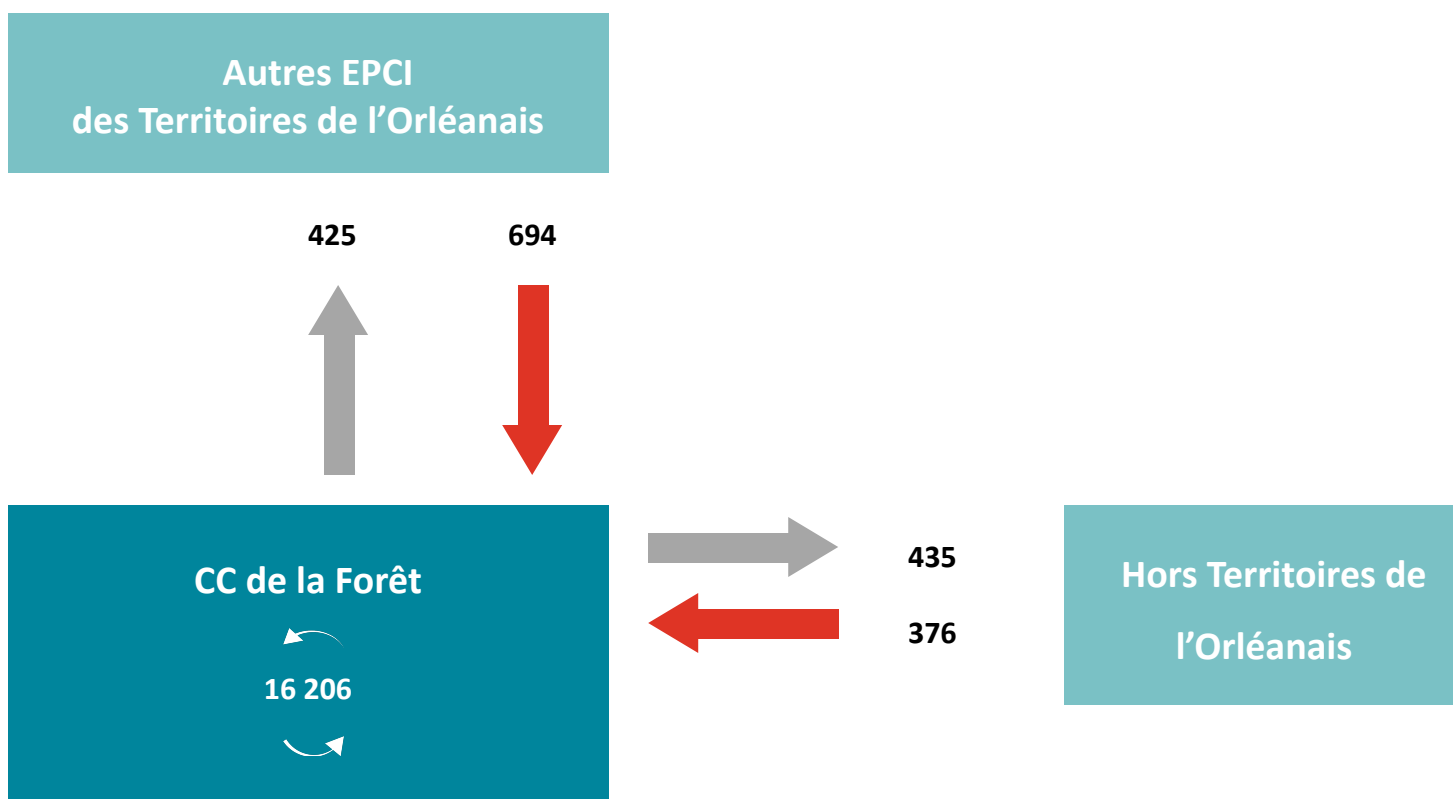 Autres EPCI
des Territoires de l’Orléanais
425 694
CC de la Forêt
16 206
435
376
Hors Territoires de
l’Orléanais